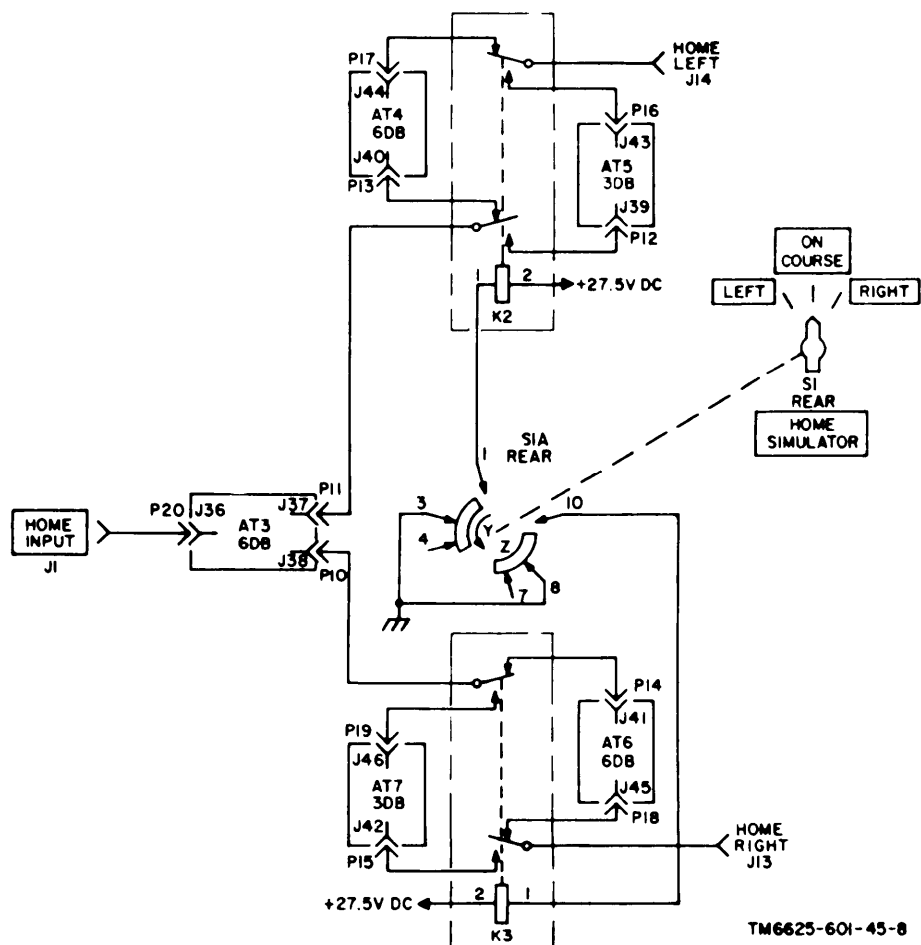 P17
J44
AT4
6DB
J40
P13
HOME
LEFT
J14
P16
J43
AT5
3DB
J39
P12
1
2
+27.5V DC
K2
ON
COURSE
LEFT
RIGHT
S1
REAR
HOME
SIMULATOR
S1A
REAR
1
3
4
Y
Z
10
7
8
HOME
INPUT
J1
P20
J36
AT3
6DB
J37
P11
J38
P10
P19
J46
AT7
3DB
J42
P15
P14
J41
AT6
6DB
J45
P18
HOME
RIGHT
J13
+27.5V DC
2
1
K3
TM6625-601-45-8